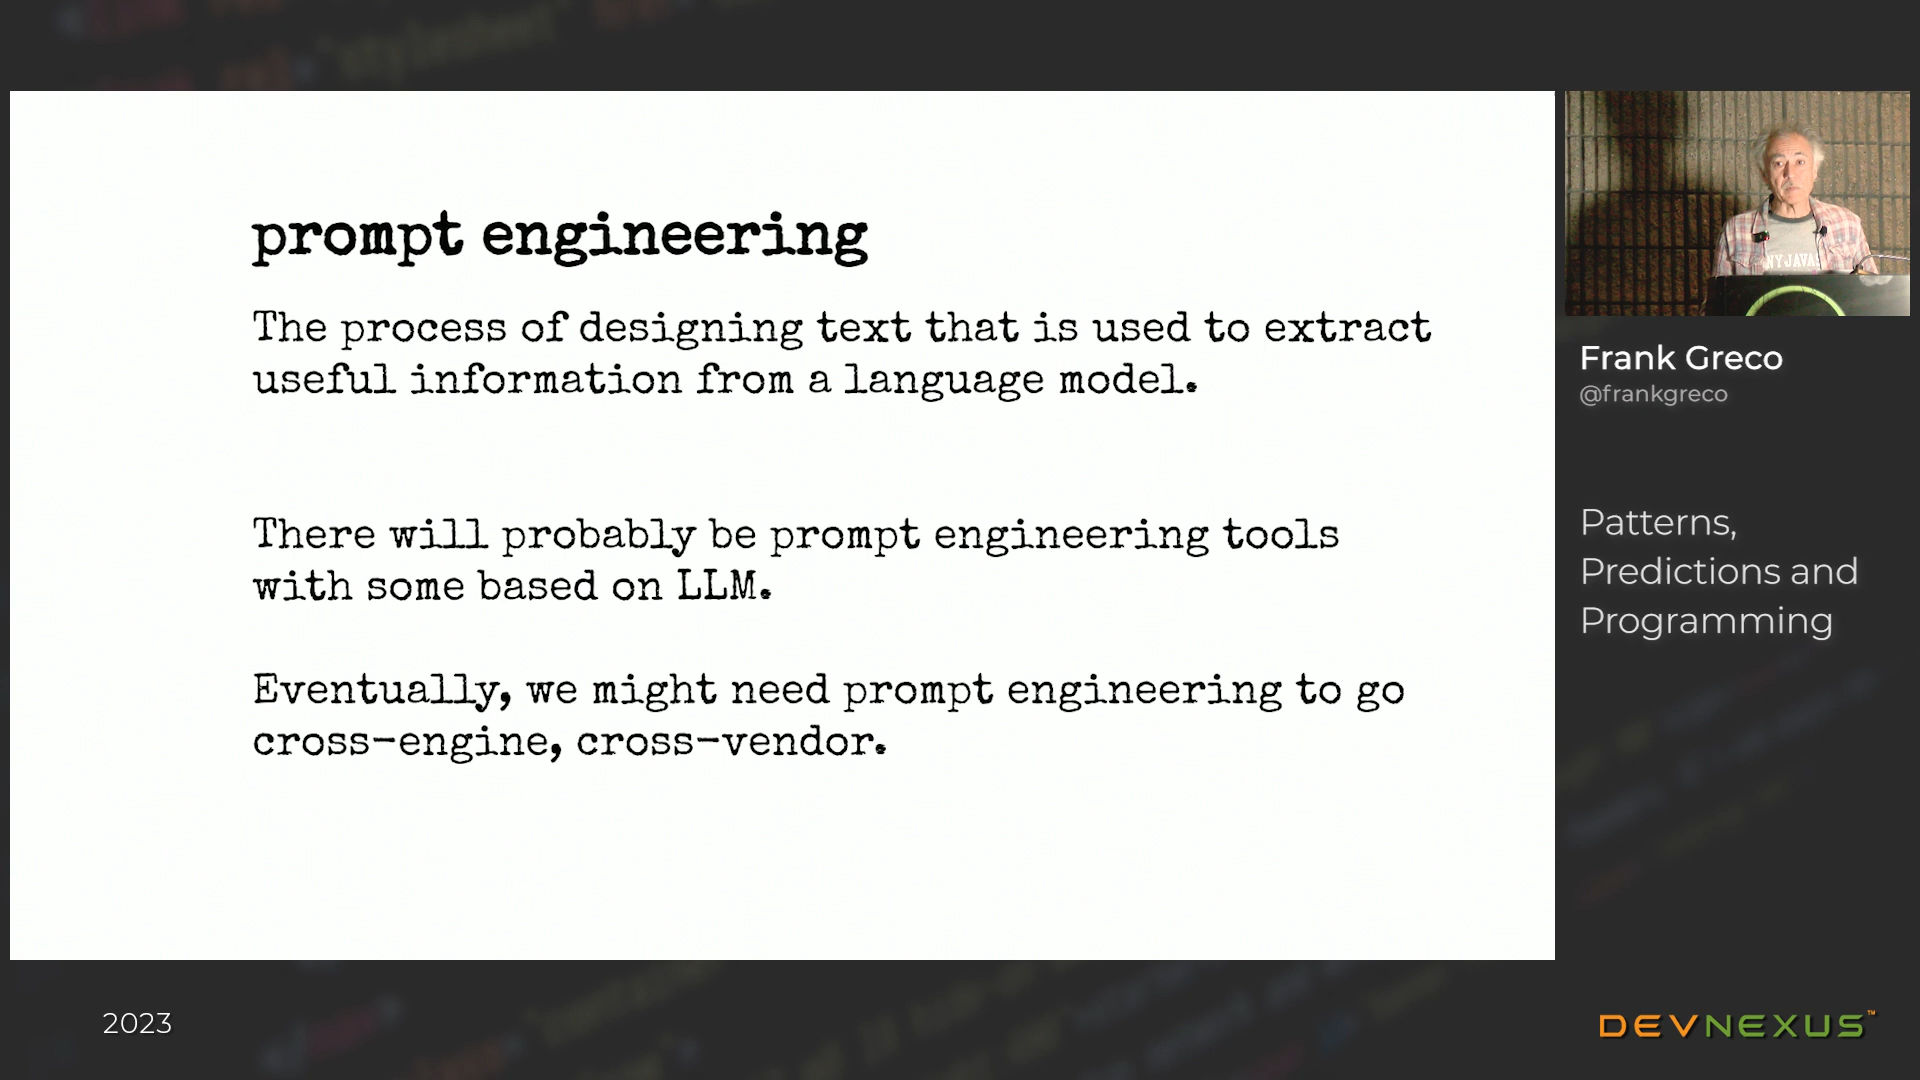 prompt engineering
The process of designing text that is used to extract
useful information from a language model.
There will probably be prompt engineering tools
with some based on LLM.
Eventually, we might need prompt engineering to go
cross-engine, cross-vendor.
NYJAVAS
Frank Greco
@frankgreco
Patterns,
Predictions and
Programming
2023
DEVNEXUS™